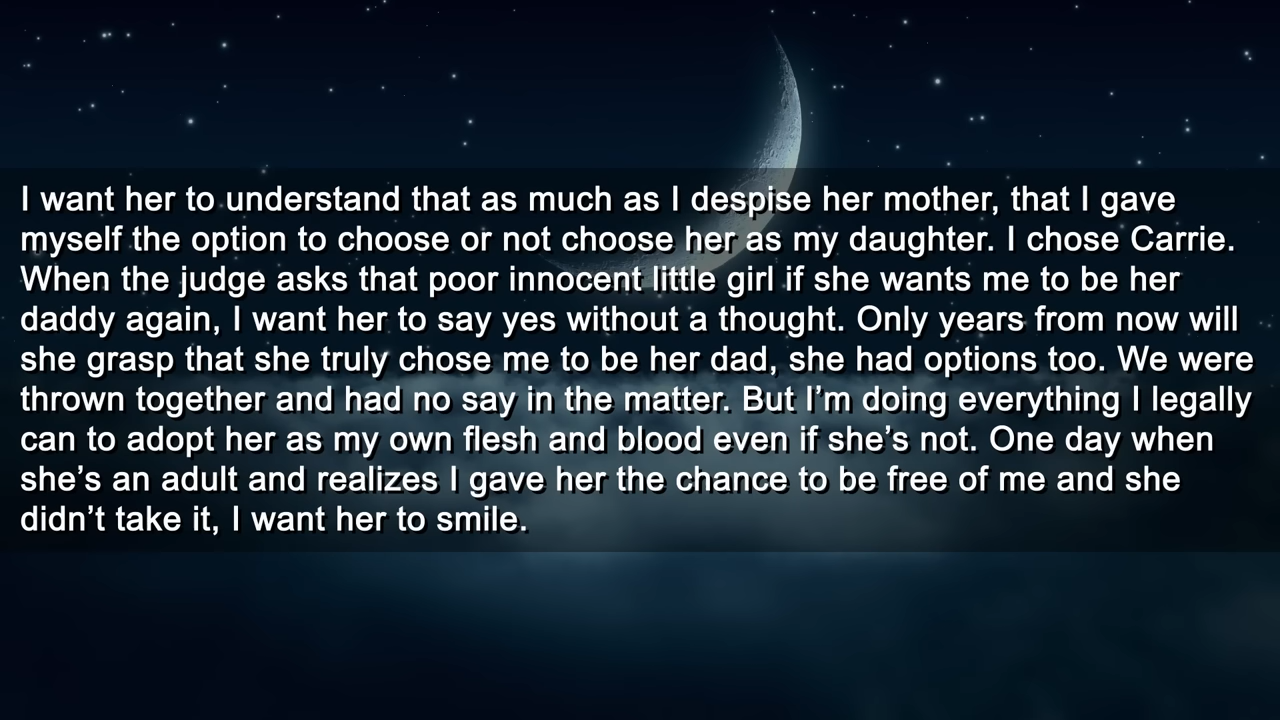 I want her to understand that as much as I despise her mother, that I gave
myself the option to choose or not choose her as my daughter. I chose Carrie.
When the judge asks that poor innocent little girl if she wants me to be her
daddy again, I want her to say yes without a thought. Only years from now will
she grasp that she truly chose me to be her dad, she had options too. We were
thrown together and had no say in the matter. But I’m doing everything I legally
can to adopt her as my own flesh and blood even if she’s not. One day when
she’s an adult and realizes I gave her the chance to be free of me and she
didn’t take it, I want her to smile.